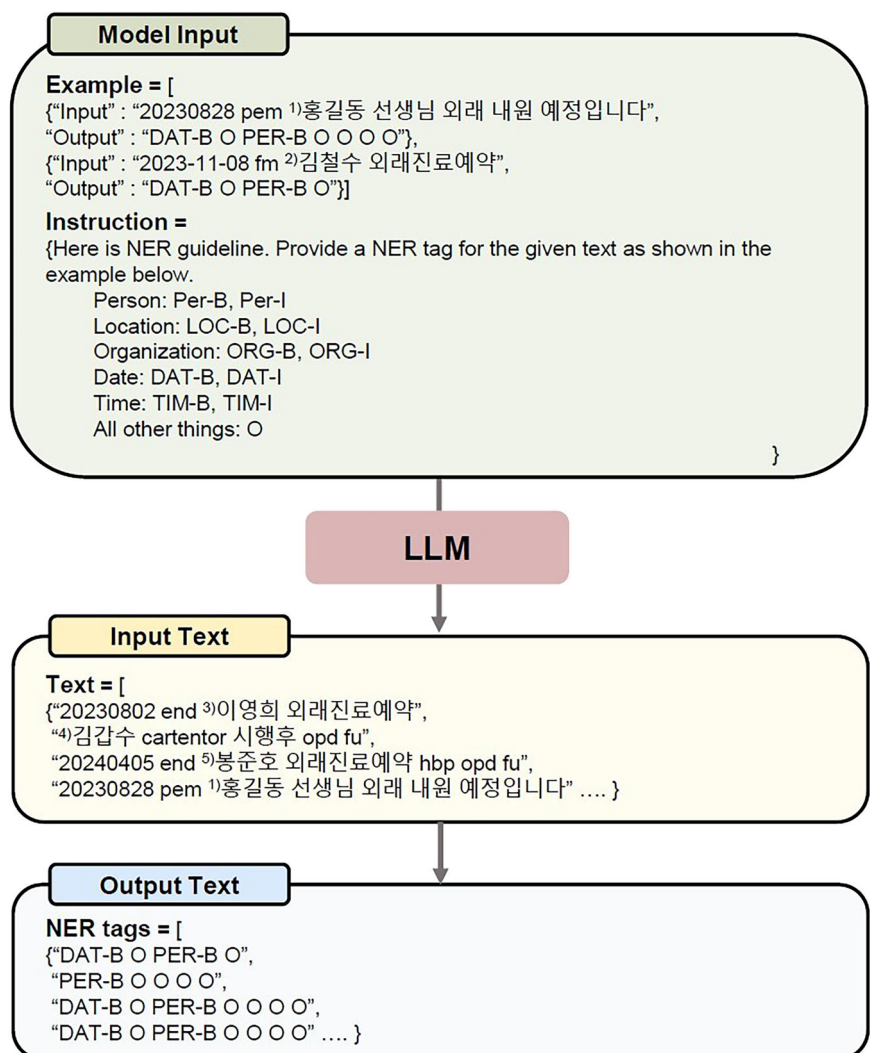 Model Input
Example = [
{“Input” : “20230828 pem ¹⁾홍길동 선생님 외래 내원 예정입니다”,
“Output” : “DAT-B O PER-B O O O O”},
{“Input” : “2023-11-08 fm ²⁾김철수 외래진료예약”,
“Output” : “DAT-B O PER-B O”}]
Instruction =
{Here is NER guideline. Provide a NER tag for the given text as shown in the
example below.
Person: Per-B, Per-I
Location: LOC-B, LOC-I
Organization: ORG-B, ORG-I
Date: DAT-B, DAT-I
Time: TIM-B, TIM-I
All other things: O
}
LLM
Input Text
Text = [
{“20230802 end ³⁾이영희 외래진료예약”,
“⁴⁾김갑수 cartentor 시행후 opd fu”,
“20240405 end ⁵⁾봉준호 외래진료예약 hbp opd fu”,
“20230828 pem ¹⁾홍길동 선생님 외래 내원 예정입니다” .... }
Output Text
NER tags = [
{“DAT-B O PER-B O”,
“PER-B O O O O”,
“DAT-B O PER-B O O O O”,
“DAT-B O PER-B O O O O” .... }